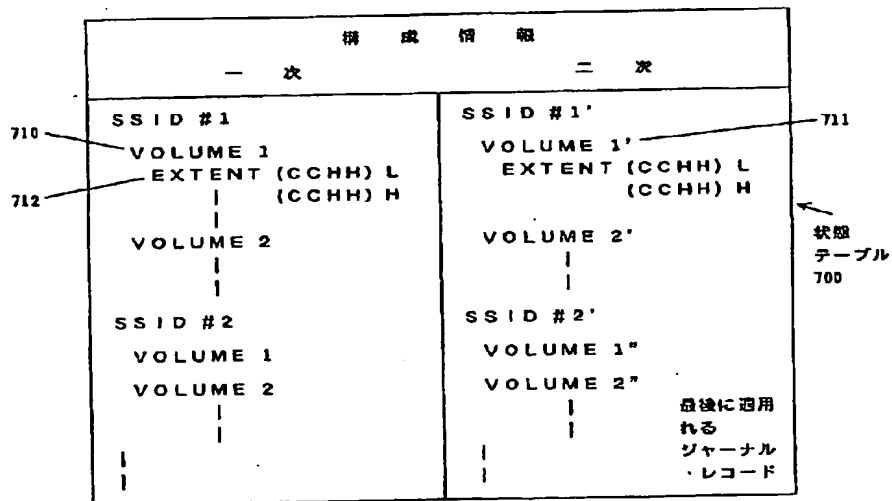 構成情報
一次
二次
SSID #1
VOLUME 1
EXTENT (CCHH) L
(CCHH) H
VOLUME 2
SSID #2
VOLUME 1
VOLUME 2
SSID #1'
VOLUME 1'
EXTENT (CCHH) L
(CCHH) H
VOLUME 2'
SSID #2'
VOLUME 1"
VOLUME 2"
最後に適用
れる
ジャーナル
・レコード
710
712
711
状態
テーブル
700